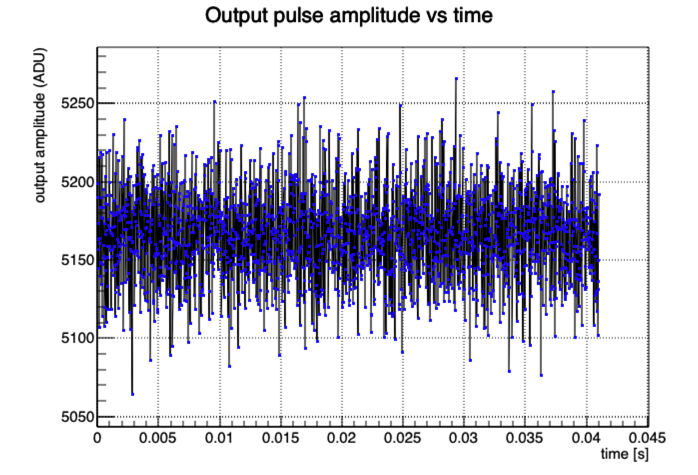 Output pulse amplitude vs time
output amplitude (ADU)
5250
5200
5150
5100
5050
0 0.005 0.01 0.015 0.02 0.025 0.03 0.035 0.04 0.045
time [s]